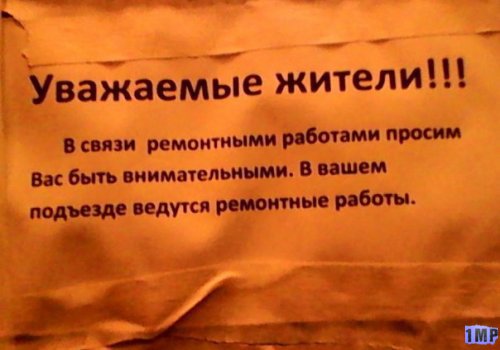 Уважаемые жители!!!
В связи ремонтными работами просим
Вас быть внимательными. В вашем
подъезде ведутся ремонтные работы.
1MP